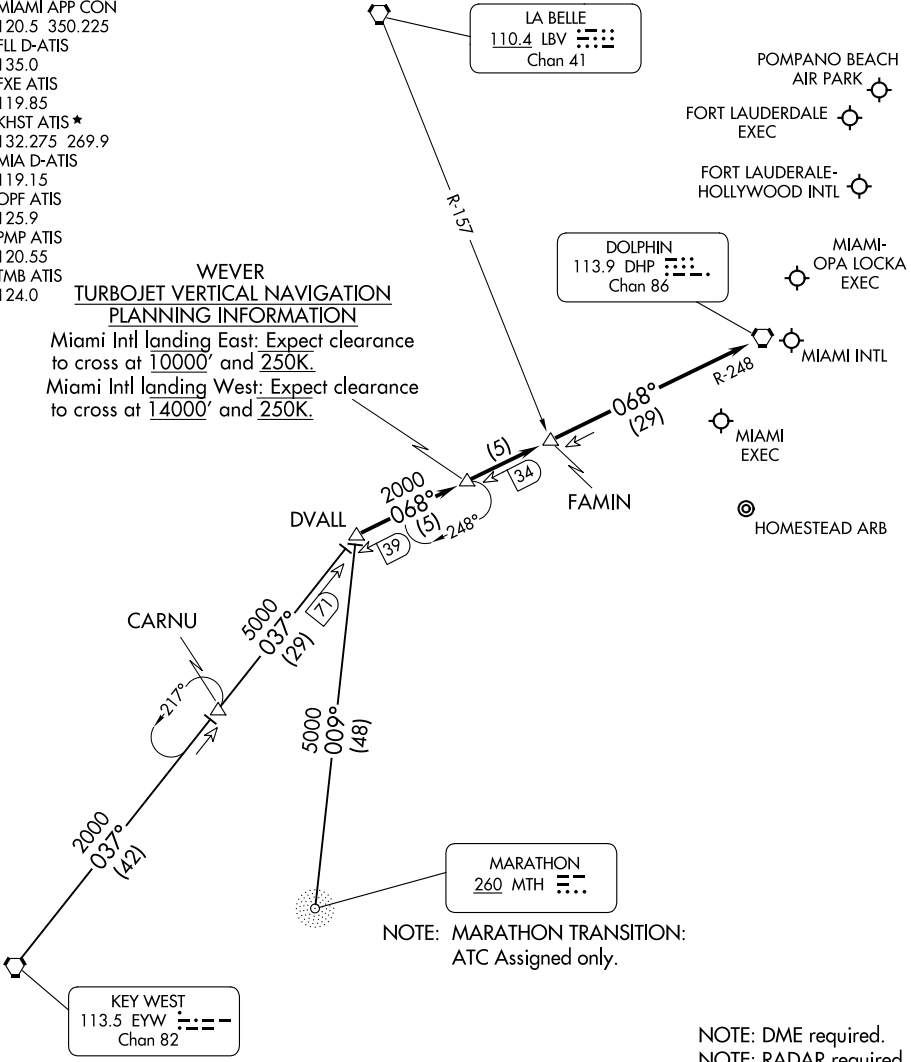 MIAMI APP CON
120.5 350.225
FLL D-ATIS
135.0
FXE ATIS
119.85
KHST ATIS ★
132.275 269.9
MIA D-ATIS
119.15
OPF ATIS
125.9
PMP ATIS
120.55
TMB ATIS
124.0
LA BELLE
110.4 LBV
Chan 41
POMPANO BEACH
AIR PARK
FORT LAUDERDALE
EXEC
FORT LAUDERALE-
HOLLYWOOD INTL
R-157
DOLPHIN
113.9 DHP
Chan 86
MIAMI-
OPA LOCKA
EXEC
WEVER
TURBOJET VERTICAL NAVIGATION
PLANNING INFORMATION
Miami Intl landing East: Expect clearance
to cross at 10000' and 250K.
Miami Intl landing West: Expect clearance
to cross at 14000' and 250K.
MIAMI INTL
R-248
068°
(29)
MIAMI
EXEC
(5)
34
FAMIN
HOMESTEAD ARB
2000
068°
(5)
248°
DVALL
39
71
5000
037°
(29)
CARNU
217°
5000
009°
(48)
2000
037°
(42)
MARATHON
260 MTH
NOTE: MARATHON TRANSITION:
ATC Assigned only.
KEY WEST
113.5 EYW
Chan 82
NOTE: DME required.
NOTE: RADAR required.